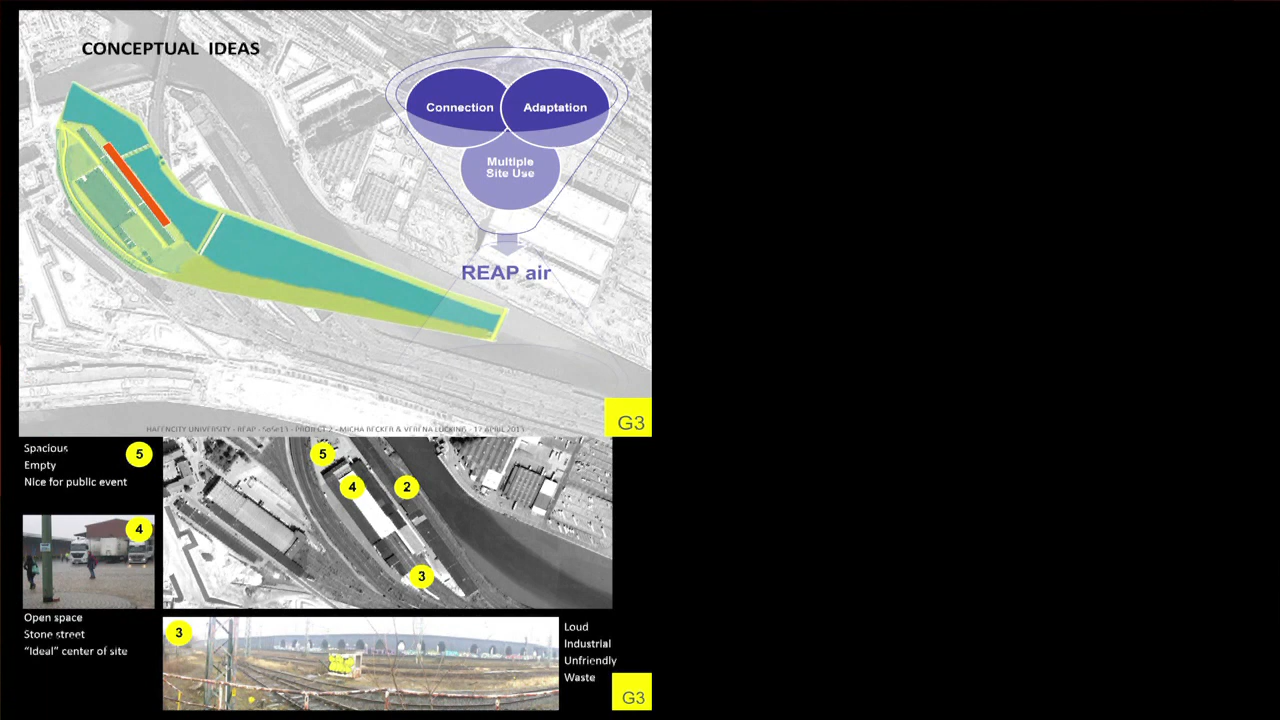 CONCEPTUAL IDEAS
Connection
Adaptation
Multiple
Site Use
REAP air
G3
HAFENCITY UNIVERSITY - REAP - SoSe13 - PROJECT 2 - MICHA BECKER & VERENA LÜCKING - 17 APRIL 2013
Spacious
Empty
Nice for public event
5
5
4
2
3
4
Open space
Stone street
“Ideal” center of site
3
Loud
Industrial
Unfriendly
Waste
G3